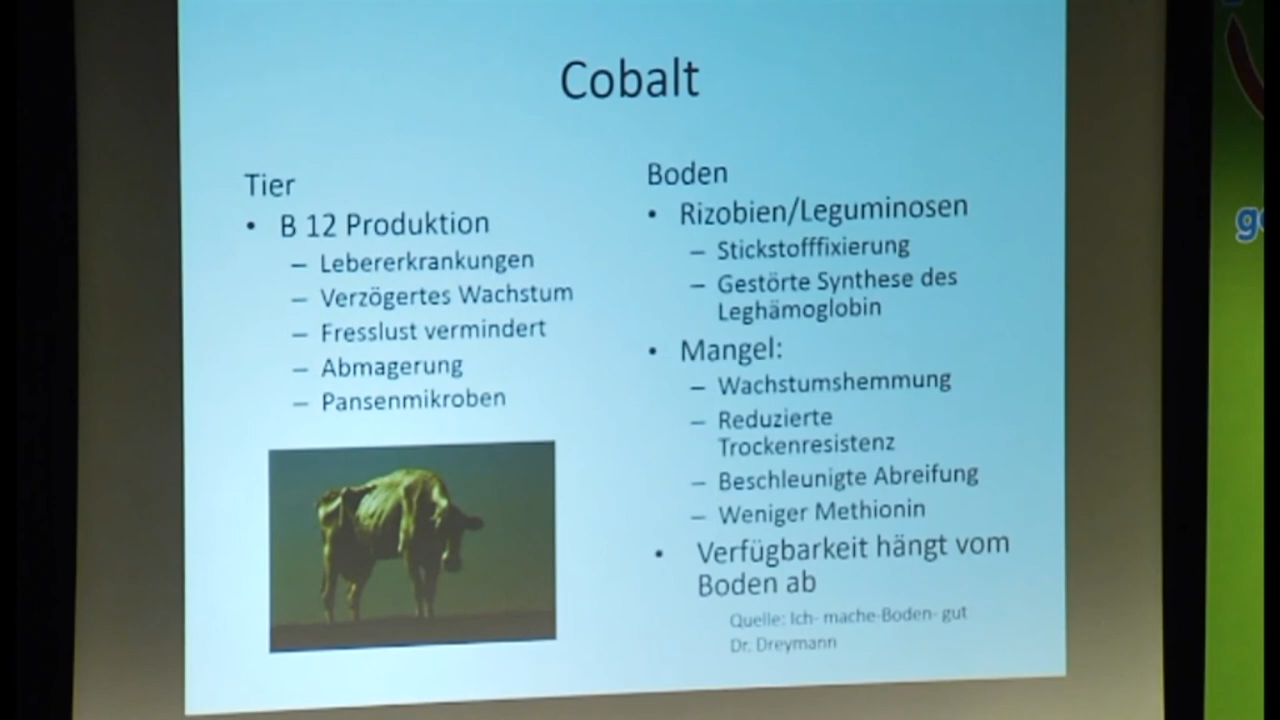 Cobalt
Tier
• B 12 Produktion
– Lebererkrankungen
– Verzögertes Wachstum
– Fresslust vermindert
– Abmagerung
– Pansenmikroben
Boden
• Rizobien/Leguminosen
– Stickstofffixierung
– Gestörte Synthese des
Leghämoglobin
• Mangel:
– Wachstumshemmung
– Reduzierte
Trockenresistenz
– Beschleunigte Abreifung
– Weniger Methionin
• Verfügbarkeit hängt vom
Boden ab
Quelle: Ich- mache-Boden- gut
Dr. Dreymann